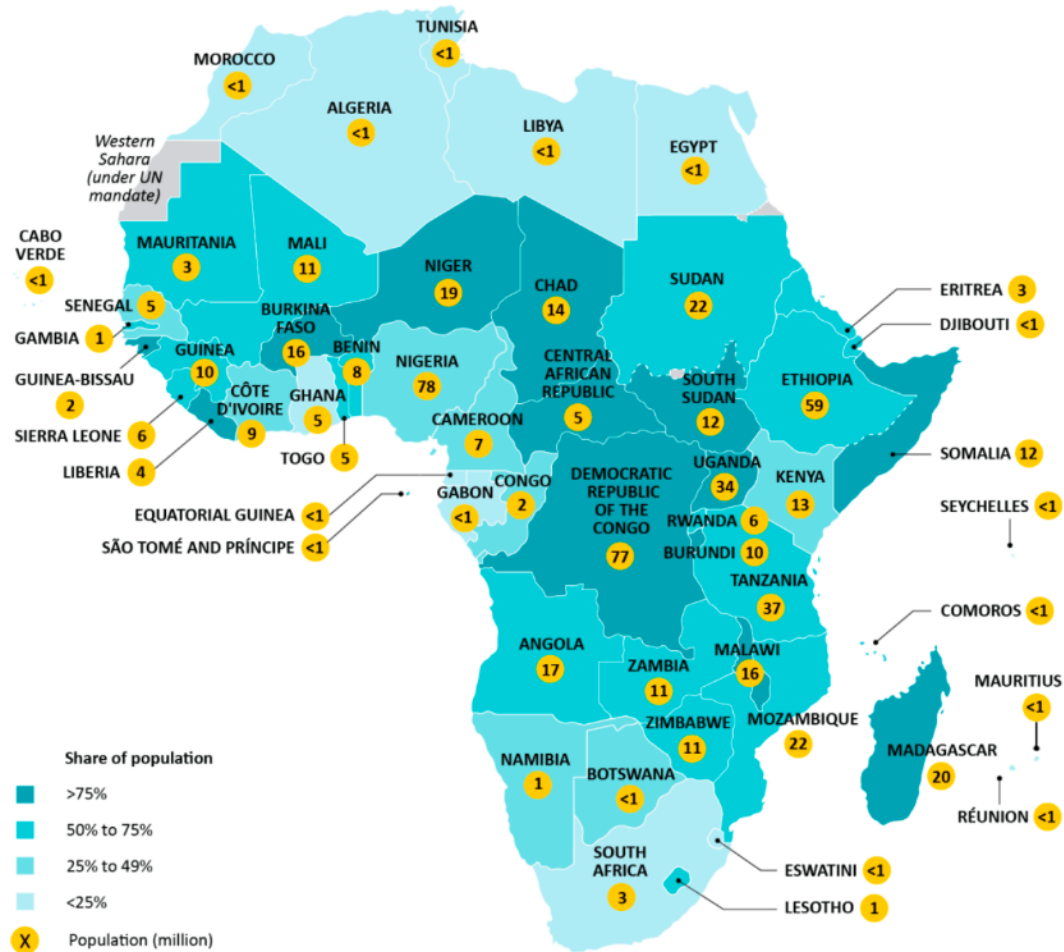 TUNISIA
<1
MOROCCO
<1
ALGERIA
<1
LIBYA
<1
EGYPT
<1
Western
Sahara
(under UN
mandate)
CABO
VERDE
<1
MAURITANIA
3
MALI
11
NIGER
19
CHAD
14
SUDAN
22
ERITREA 3
DJIBOUTI <1
SENEGAL 5
GAMBIA 1
GUINEA-BISSAU
2
GUINEA
10
BURKINA
FASO
16
BENIN
8
NIGERIA
78
CENTRAL
AFRICAN
REPUBLIC
5
SOUTH
SUDAN
12
ETHIOPIA
59
SIERRA LEONE 6
LIBERIA 4
CÔTE
D'IVOIRE
9
GHANA
5
TOGO 5
CAMEROON
7
SOMALIA 12
EQUATORIAL GUINEA <1
SÃO TOMÉ AND PRÍNCIPE <1
GABON
<1
CONGO
2
DEMOCRATIC
REPUBLIC
OF THE
CONGO
77
UGANDA
34
KENYA
13
SEYCHELLES <1
RWANDA 6
BURUNDI 10
TANZANIA
37
COMOROS <1
ANGOLA
17
ZAMBIA
11
MALAWI
16
MAURITIUS
<1
ZIMBABWE
11
MOZAMBIQUE
22
MADAGASCAR
20
NAMIBIA
1
BOTSWANA
<1
RÉUNION <1
SOUTH
AFRICA
3
ESWATINI <1
LESOTHO 1
Share of population
>75%
50% to 75%
25% to 49%
<25%
X Population (million)